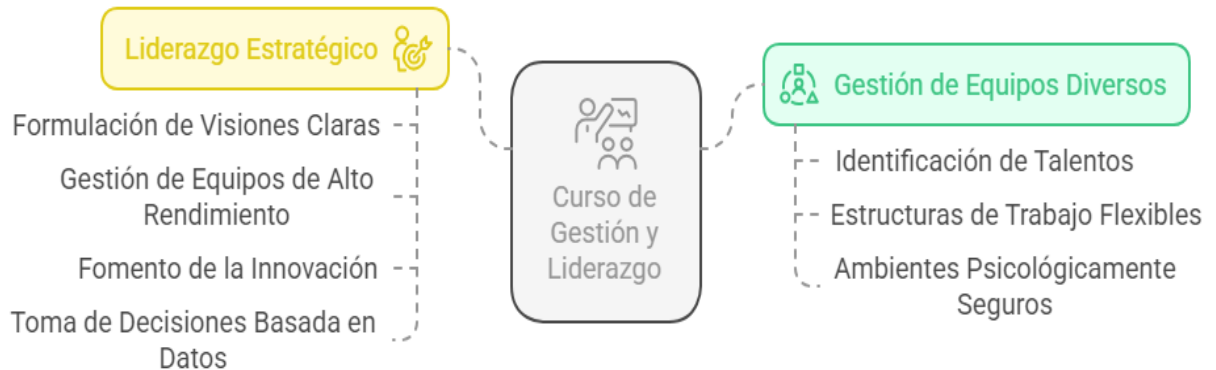 Liderazgo Estratégico
Formulación de Visiones Claras
Gestión de Equipos de Alto
Rendimiento
Fomento de la Innovación
Toma de Decisiones Basada en
Datos
Curso de
Gestión y
Liderazgo
Gestión de Equipos Diversos
Identificación de Talentos
Estructuras de Trabajo Flexibles
Ambientes Psicológicamente
Seguros